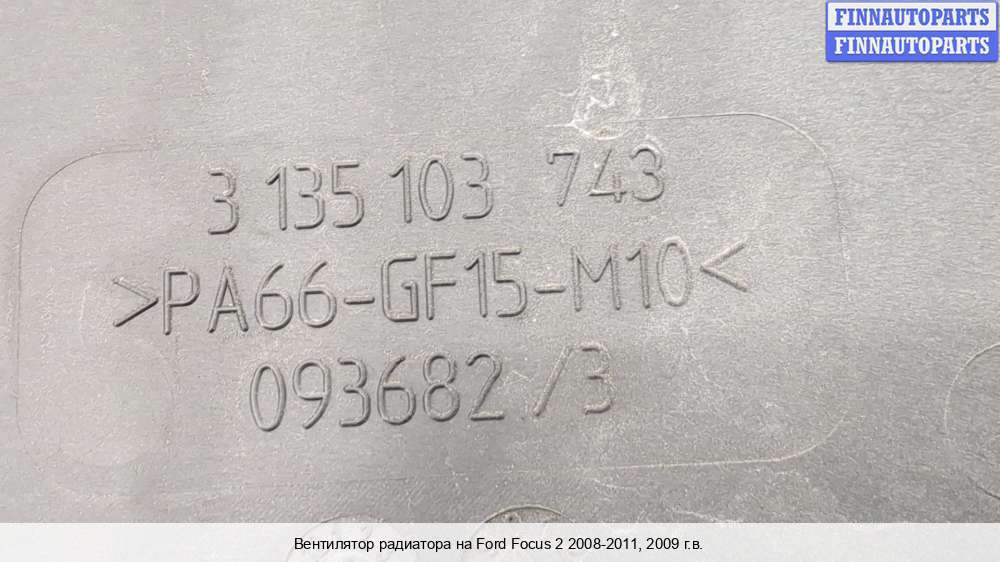 FINNAUTOPARTS
FINNAUTOPARTS
3 135 103 743
>PA66-GF15-M10<
093682/3
Вентилятор радиатора на Ford Focus 2 2008-2011, 2009 г.в.